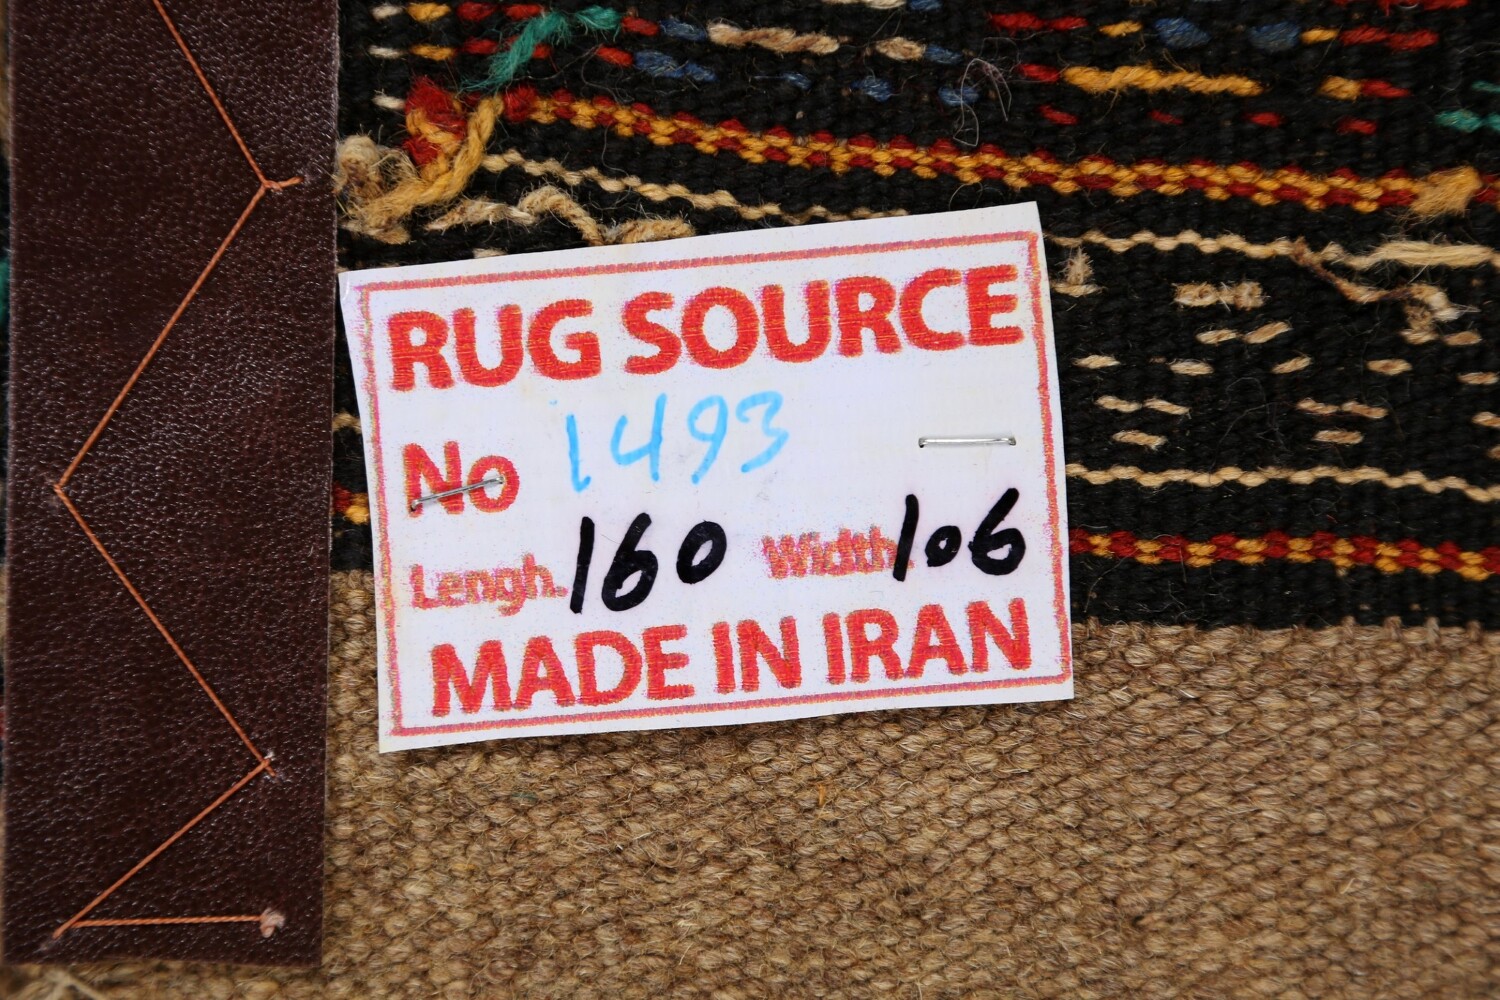 RUG SOURCE
No 1493
Lengh. 160 Width. 106
MADE IN IRAN